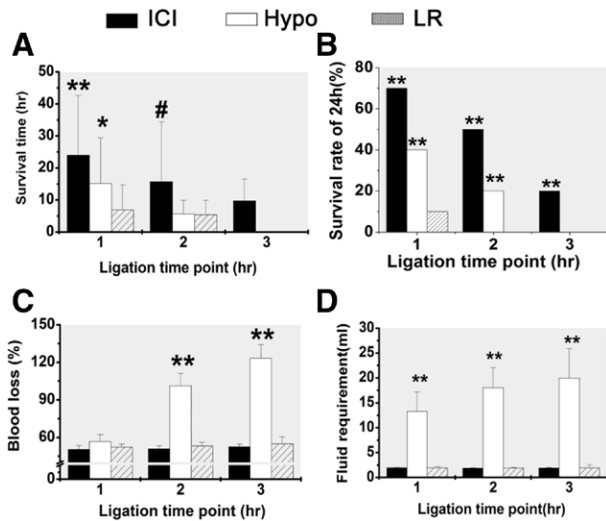 ICI Hypo LR
A
Survival time (hr)
50
40
30
20
10
0
**
*
#
1 2 3
Ligation time point (hr)
B
Survival rate of 24h(%)
80
60
40
20
0
**
**
**
**
**
1 2 3
Ligation time point (hr)
C
Blood loss (%)
150
120
90
60
0
**
**
1 2 3
Ligation time point (hr)
D
Fluid requirement(ml)
30
25
20
15
10
5
0
**
**
**
1 2 3
Ligation time point(hr)